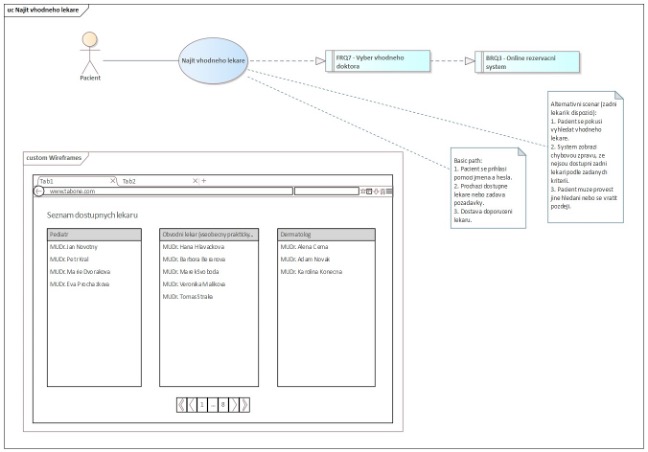 uc Najit vhodneho lekare
Pacient
Najit vhodneho lekare
FRQ7 - Vyber vhodneho
doktora
BRQ3 - Online rezervacni
system
Alternativni scenar (zadni
lekari k dispozici):
1. Pacient se pokusi
vyhledat vhodneho
lekare.
2. System zobrazi
chybovou zpravu, ze
nejsou dostupni zadni
lekari podle zadanych
kriterii.
3. Pacient muze provest
jine hledani nebo se vratit
pozdeji.
Basic path:
1. Pacient se prihlasi
pomoci jmena a hesla.
2. Prochazi dostupne
lekare nebo zadava
pozadavky.
3. Dostava doporuceni
lekaru.
custom Wireframes
Tab1
Tab2
www.tabone.com
Seznam dostupnych lekaru
Pediatr
MUDr. Jan Novotny
MUDr. Petr Kral
MUDr. Marie Dvorakova
MUDr. Eva Prochazkova
Obvodni lekar (vseobecny prakticky...
MUDr. Hana Hlavackova
MUDr. Barbora
MUDr. Svoboda
MUDr. Veronika Malikova
MUDr. Tomas Straka
Dermatolog
MUDr. Alena Cerna
MUDr. Adam Novak
MUDr. Karolina Konecna
1 ... 8